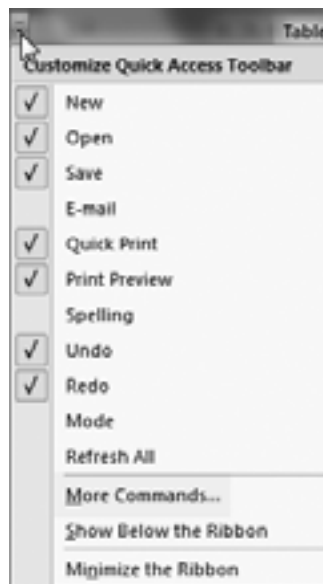 Table
Customize Quick Access Toolbar
New
Open
Save
E-mail
Quick Print
Print Preview
Spelling
Undo
Redo
Mode
Refresh All
More Commands...
Show Below the Ribbon
Minimize the Ribbon